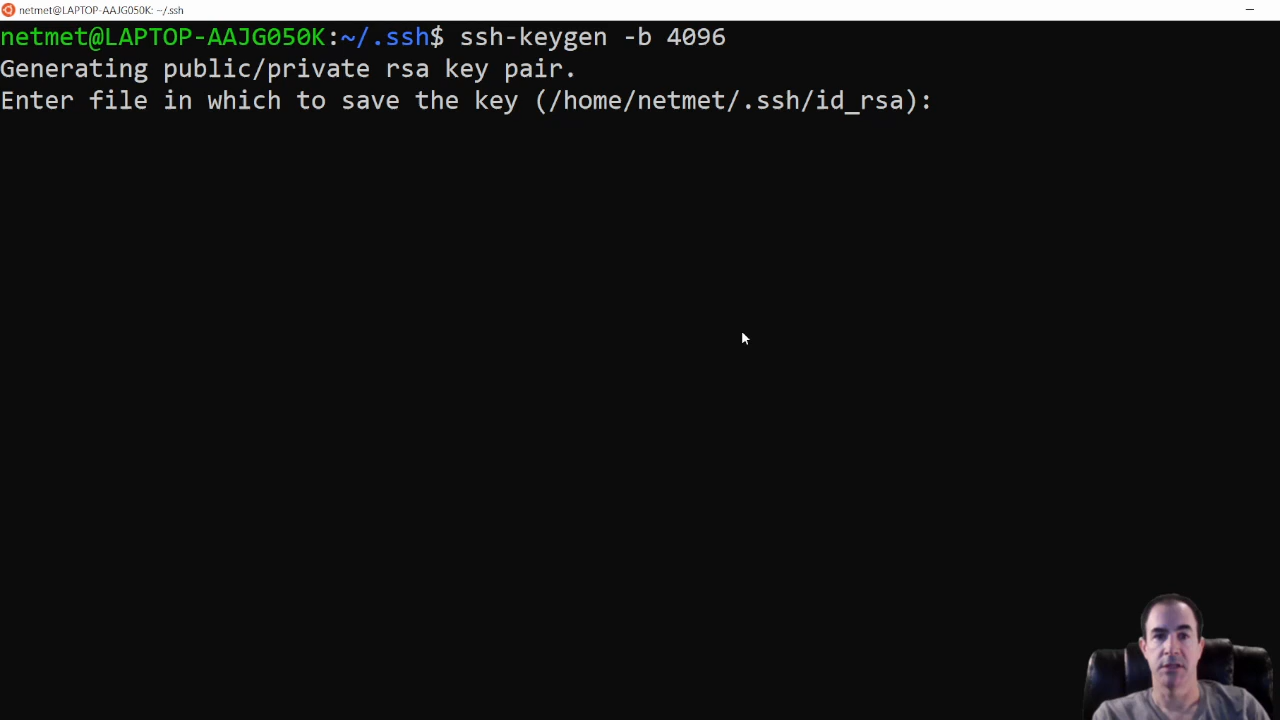 netmet@LAPTOP-AAJG050K: ~/.ssh
netmet@LAPTOP-AAJG050K:~/.ssh$ ssh-keygen -b 4096
Generating public/private rsa key pair.
Enter file in which to save the key (/home/netmet/.ssh/id_rsa):